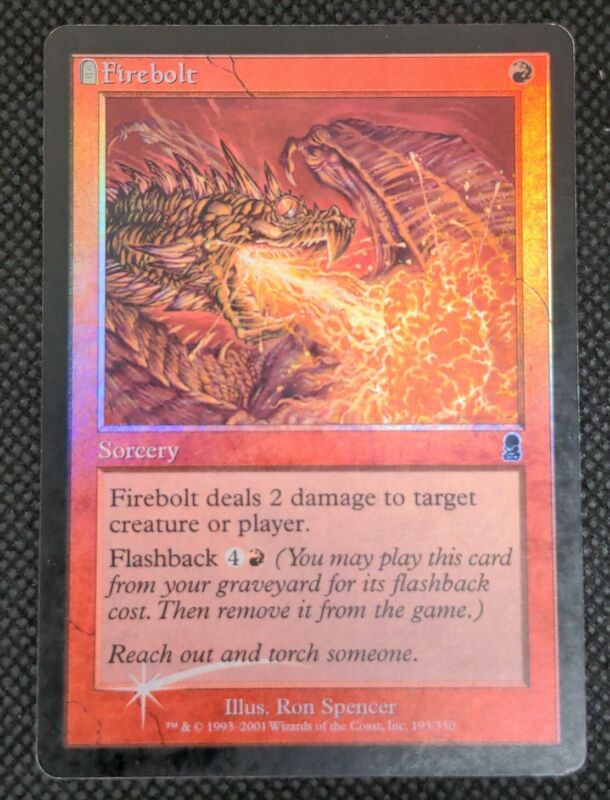 Firebolt
Sorcery
Firebolt deals 2 damage to target
creature or player.
Flashback 4 (You may play this card
from your graveyard for its flashback
cost. Then remove it from the game.)
Reach out and torch someone.
Illus. Ron Spencer
™ & © 1993–2001 Wizards of the Coast, Inc. 193/350